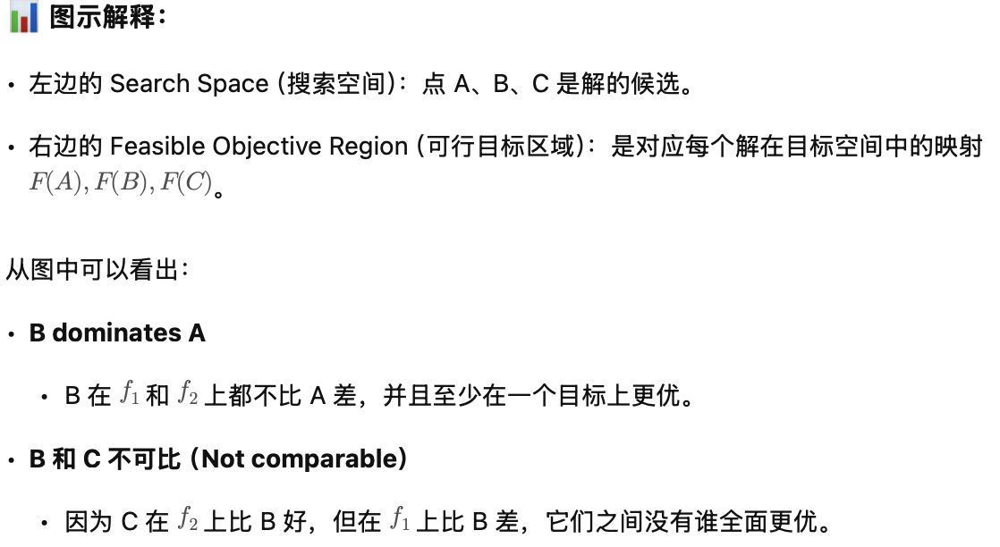 📊 图示解释：
• 左边的 Search Space（搜索空间）：点 A、B、C 是解的候选。
• 右边的 Feasible Objective Region（可行目标区域）：是对应每个解在目标空间中的映射
F(A), F(B), F(C)。
从图中可以看出：
• B dominates A
• B 在 f₁ 和 f₂ 上都不比 A 差，并且至少在一个目标上更优。
• B 和 C 不可比（Not comparable）
• 因为 C 在 f₂ 上比 B 好，但在 f₁ 上比 B 差，它们之间没有谁全面更优。